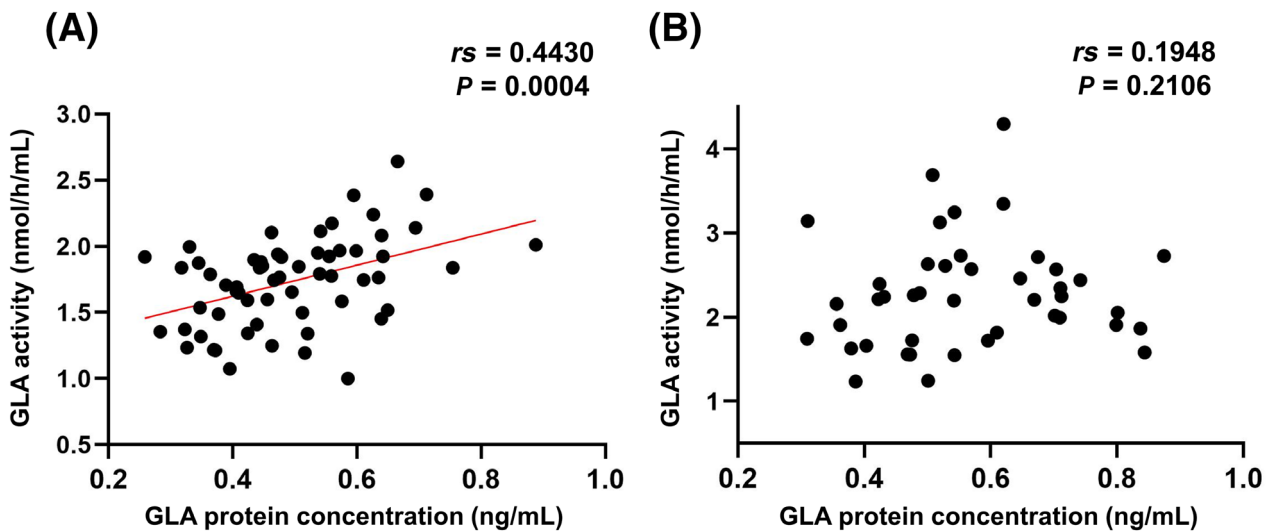 (A)
rs = 0.4430
P = 0.0004
GLA activity (nmol/h/mL)
3.0
2.5
2.0
1.5
1.0
0.5
0.2 0.4 0.6 0.8 1.0
GLA protein concentration (ng/mL)
(B)
rs = 0.1948
P = 0.2106
GLA activity (nmol/h/mL)
4
3
2
1
0.2 0.4 0.6 0.8 1.0
GLA protein concentration (ng/mL)